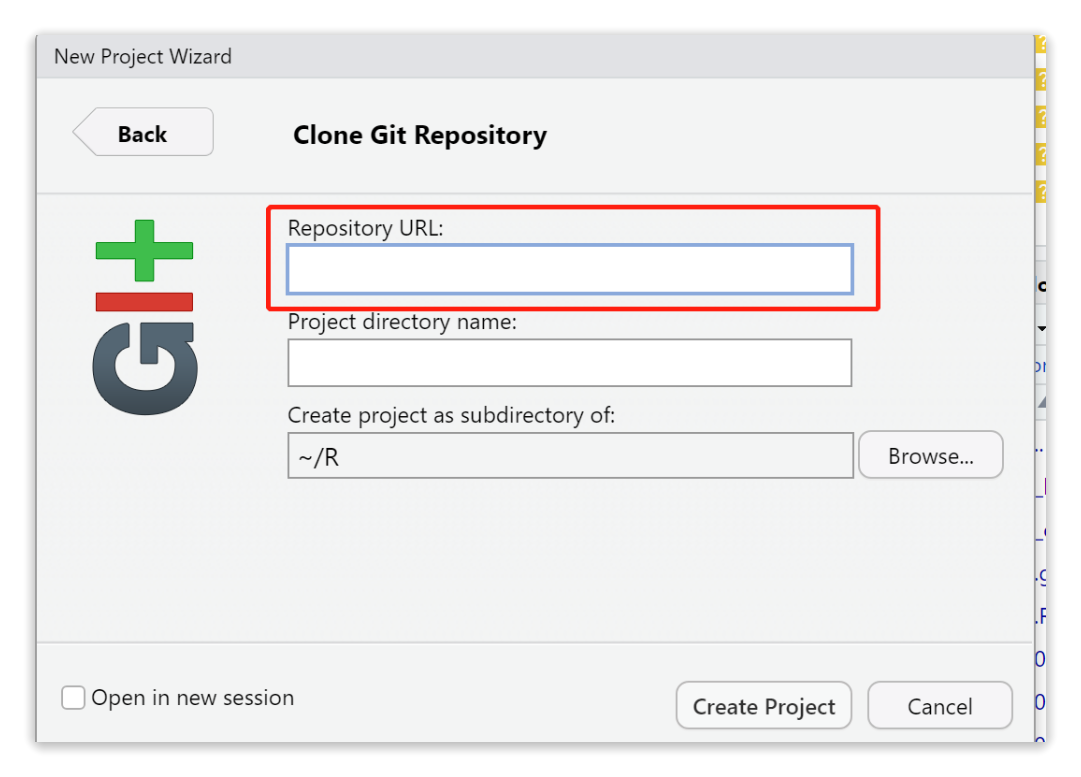 New Project Wizard
Back
Clone Git Repository
Repository URL:
Project directory name:
Create project as subdirectory of:
~/R
Browse...
GIt
Open in new session
Create Project
Cancel